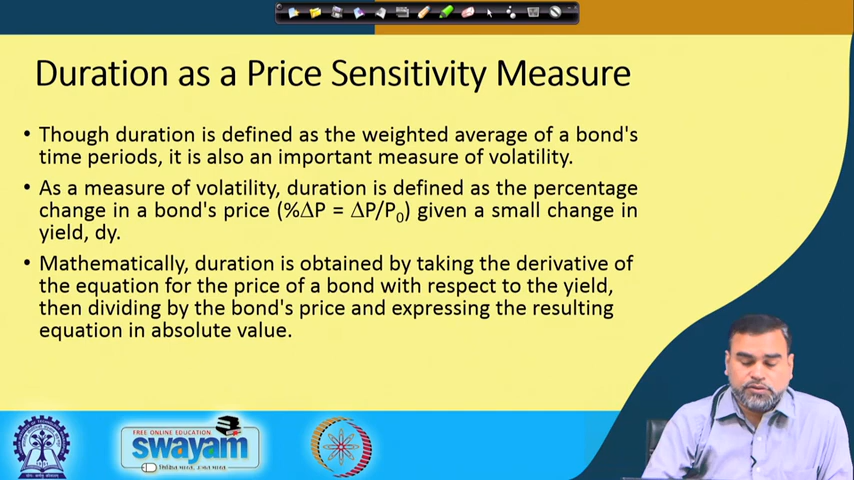 Duration as a Price Sensitivity Measure
• Though duration is defined as the weighted average of a bond's
time periods, it is also an important measure of volatility.
• As a measure of volatility, duration is defined as the percentage
change in a bond's price (%ΔP = ΔP/P₀) given a small change in
yield, dy.
• Mathematically, duration is obtained by taking the derivative of
the equation for the price of a bond with respect to the yield,
then dividing by the bond's price and expressing the resulting
equation in absolute value.
FREE ONLINE EDUCATION
swayam